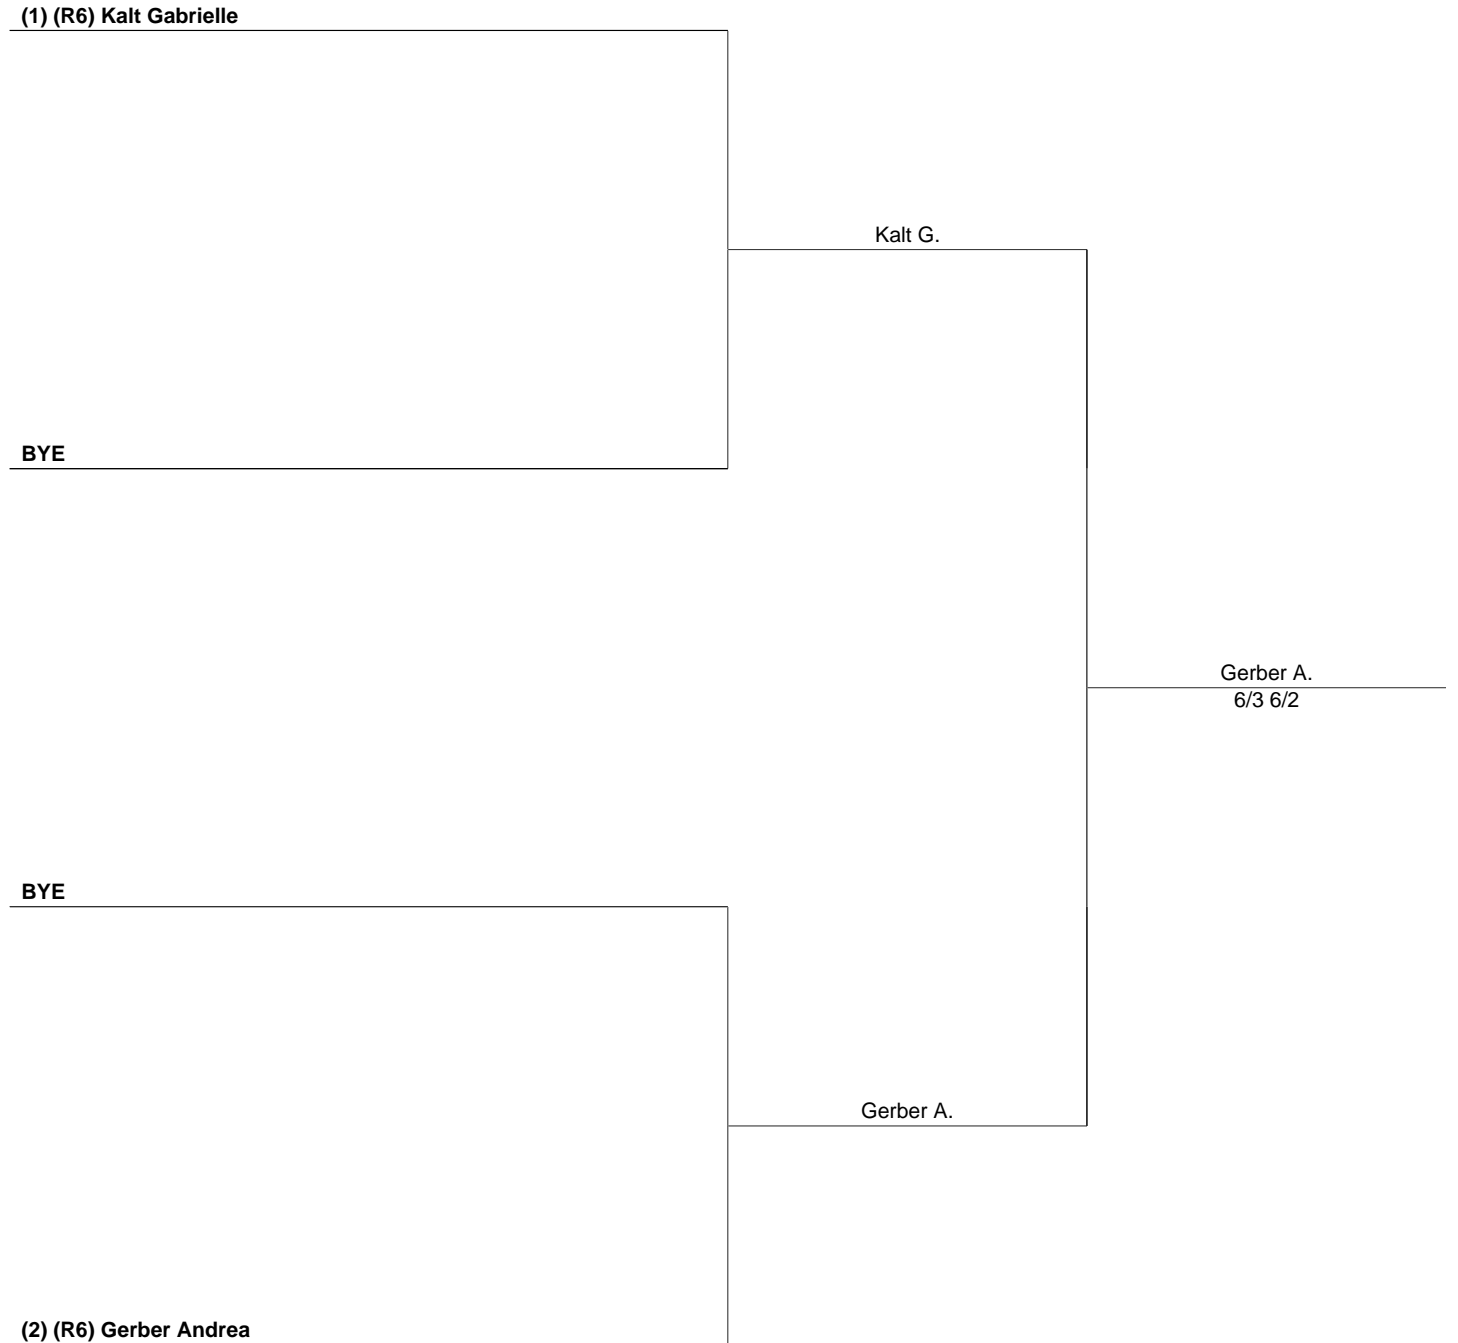 (1) (R6) Kalt Gabrielle
Kalt G.
BYE
Gerber A.
6/3 6/2
BYE
Gerber A.
(2) (R6) Gerber Andrea